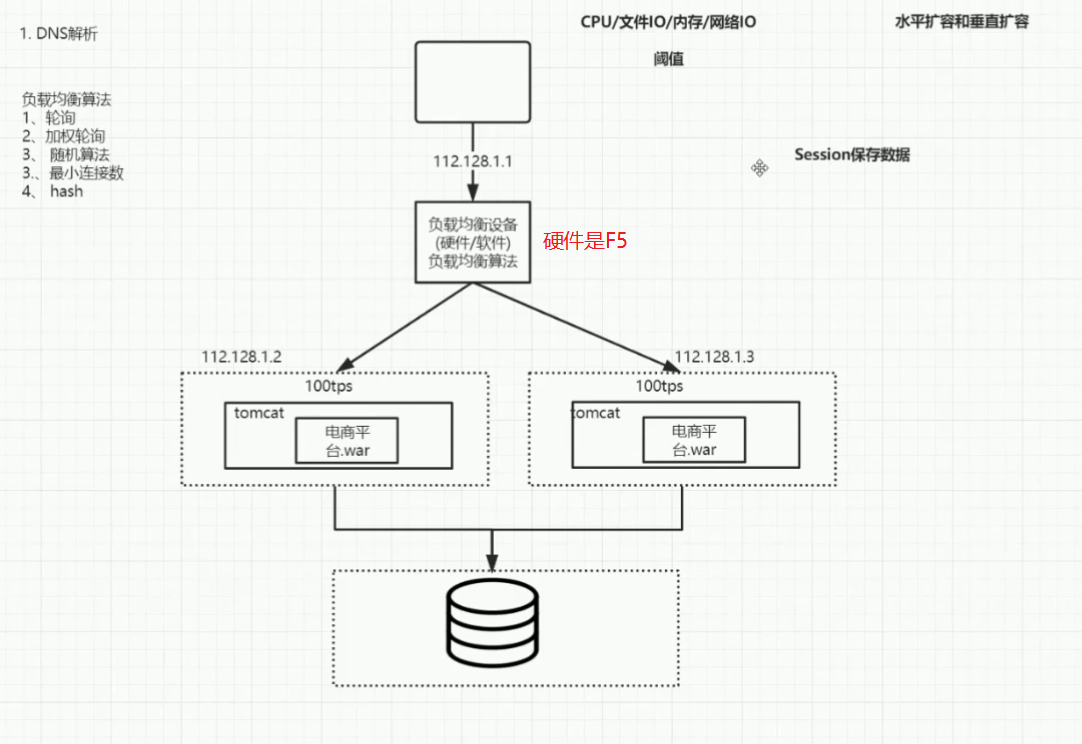 1. DNS解析
CPU/文件IO/内存/网络IO
水平扩容和垂直扩容
阈值
负载均衡算法
1、轮询
2、加权轮询
3、 随机算法
3.、最小连接数
4、 hash
112.128.1.1
Session保存数据
负载均衡设备
(硬件/软件)
负载均衡算法
硬件是F5
112.128.1.2
100tps
tomcat
电商平
台.war
112.128.1.3
100tps
tomcat
电商平
台.war